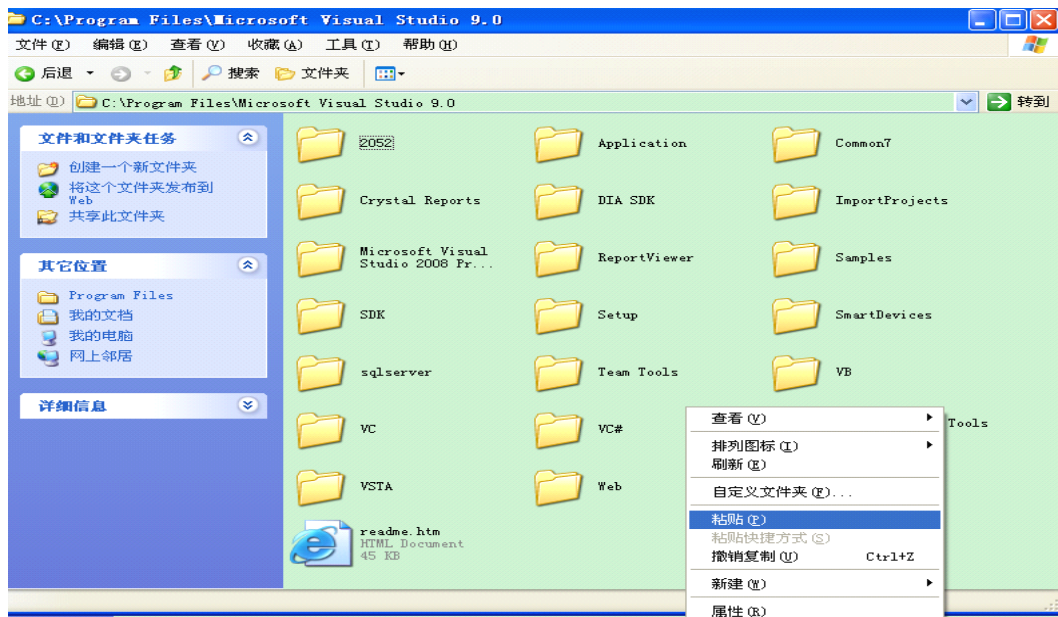 C:\Program Files\Microsoft Visual Studio 9.0
文件(F) 编辑(E) 查看(V) 收藏(A) 工具(T) 帮助(H)
后退 搜索 文件夹
地址(D) C:\Program Files\Microsoft Visual Studio 9.0 转到
文件和文件夹任务
创建一个新文件夹
将这个文件夹发布到
Web
共享此文件夹
其它位置
Program Files
我的文档
我的电脑
网上邻居
详细信息
2052 Application Common7
Crystal Reports DIA SDK ImportProjects
Microsoft Visual
Studio 2008 Pr... ReportViewer Samples
SDK Setup SmartDevices
sqlserver Team Tools VB
VC VC# Tools
VSTA Web
readme.htm
HTML Document
45 KB
查看(V)
排列图标(I)
刷新(E)
自定义文件夹(F)...
粘贴(P)
粘贴快捷方式(S)
撤销复制(U) Ctrl+Z
新建(W)
属性(R)